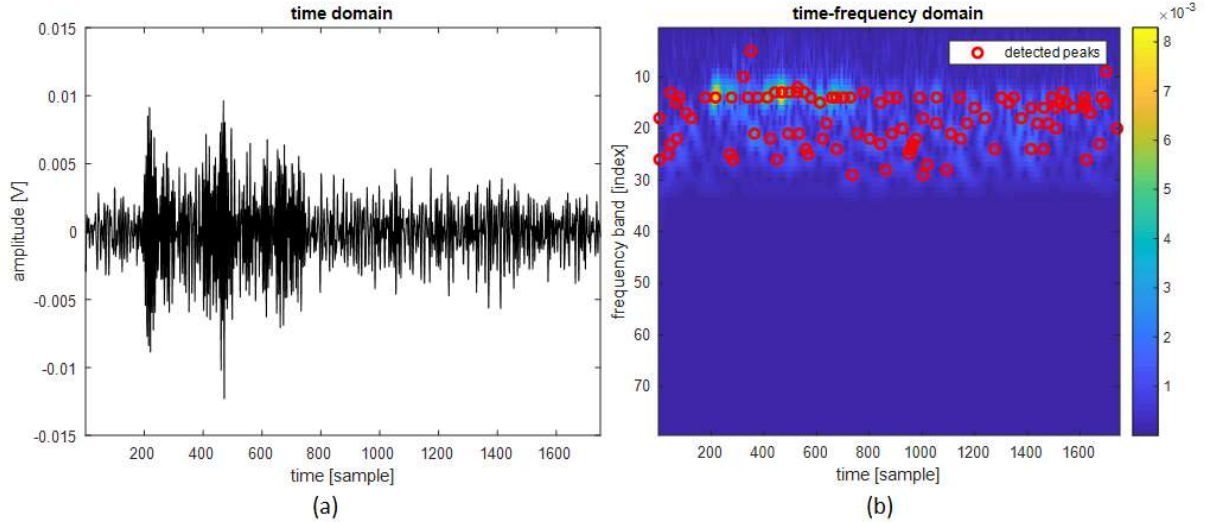 time domain
0.015
0.01
0.005
0
-0.005
-0.01
-0.015
amplitude [V]
200 400 600 800 1000 1200 1400 1600
time [sample]
(a)
time-frequency domain
detected peaks
10
20
30
40
50
60
70
frequency band [index]
200 400 600 800 1000 1200 1400 1600
time [sample]
×10-3
8
7
6
5
4
3
2
1
(b)